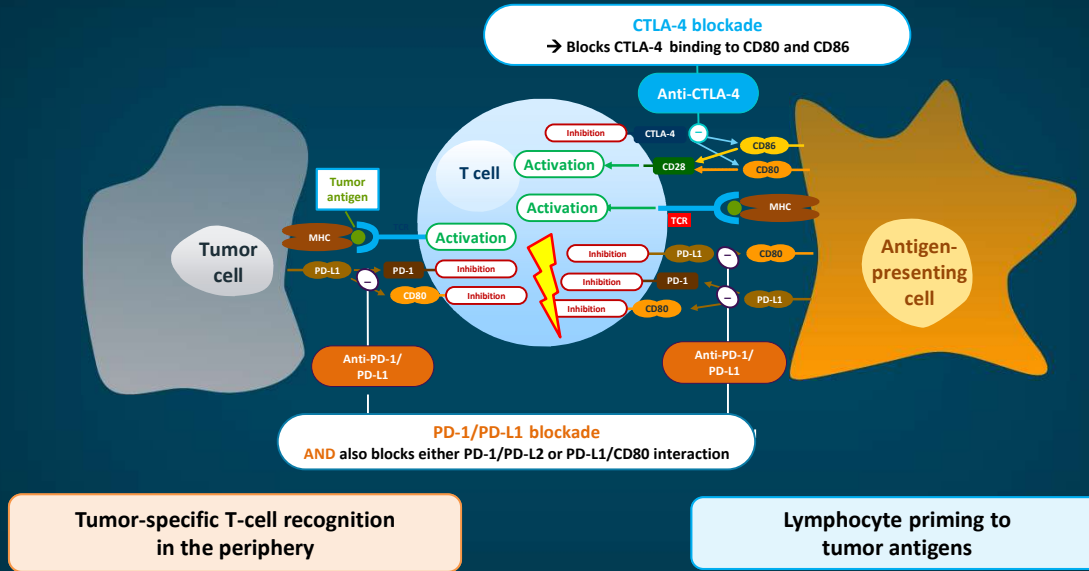 CTLA-4 blockade
→ Blocks CTLA-4 binding to CD80 and CD86
Anti-CTLA-4
Inhibition
CTLA-4
–
CD86
T cell
Activation
CD28
CD80
Tumor
antigen
Activation
TCR
MHC
MHC
Activation
Tumor
cell
PD-L1
PD-1
Inhibition
–
CD80
Inhibition
Inhibition
PD-L1
–
CD80
Inhibition
PD-1
–
PD-L1
Inhibition
CD80
Antigen-
presenting
cell
Anti-PD-1/
PD-L1
Anti-PD-1/
PD-L1
PD-1/PD-L1 blockade
AND also blocks either PD-1/PD-L2 or PD-L1/CD80 interaction
Tumor-specific T-cell recognition
in the periphery
Lymphocyte priming to
tumor antigens